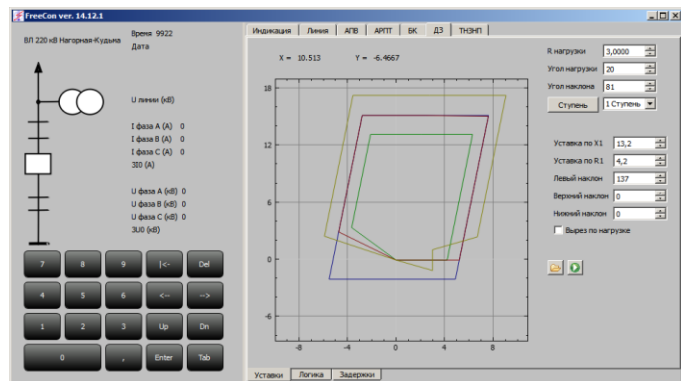 FreeCon ver. 14.12.1
ВЛ 220 кВ Нагорная-Кудьма
Время 9922
Дата
U линии (кВ)
I фаза A (А) 0
I фаза B (А) 0
I фаза C (А) 0
3I0 (А)
U фаза A (кВ) 0
U фаза B (кВ) 0
U фаза C (кВ) 0
3U0 (кВ)
7 8 9 |<- Del
4 5 6 <-- -->
1 2 3 Up Dn
0 , Enter Tab
Индикация Линия АПВ АРПТ БК ДЗ ТНЗНП
X = 10.513 Y = -6.4667
18
12
6
0
-6
-8 -4 0 4 8
R нагрузки 3,0000
Угол нагрузки 20
Угол наклона 81
Ступень 1 Ступень
Уставка по X1 13,2
Уставка по R1 4,2
Левый наклон 137
Верхний наклон 0
Нижний наклон 0
Вырез по нагрузке
Уставки Логика Задержки